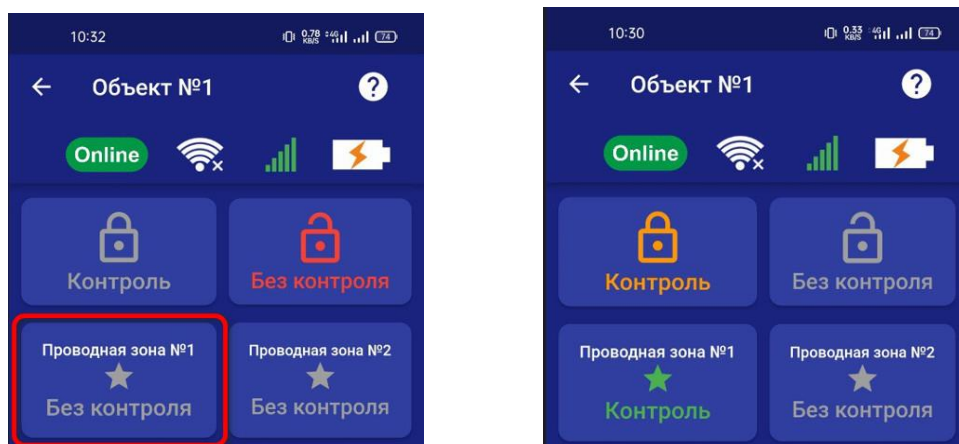 10:32 0.78 KB/S 4G 74
Объект №1 ?
Online
Контроль Без контроля
Проводная зона №1 Проводная зона №2
Без контроля Без контроля
10:30 0.33 KB/S 4G 74
Объект №1 ?
Online
Контроль Без контроля
Проводная зона №1 Проводная зона №2
Контроль Без контроля